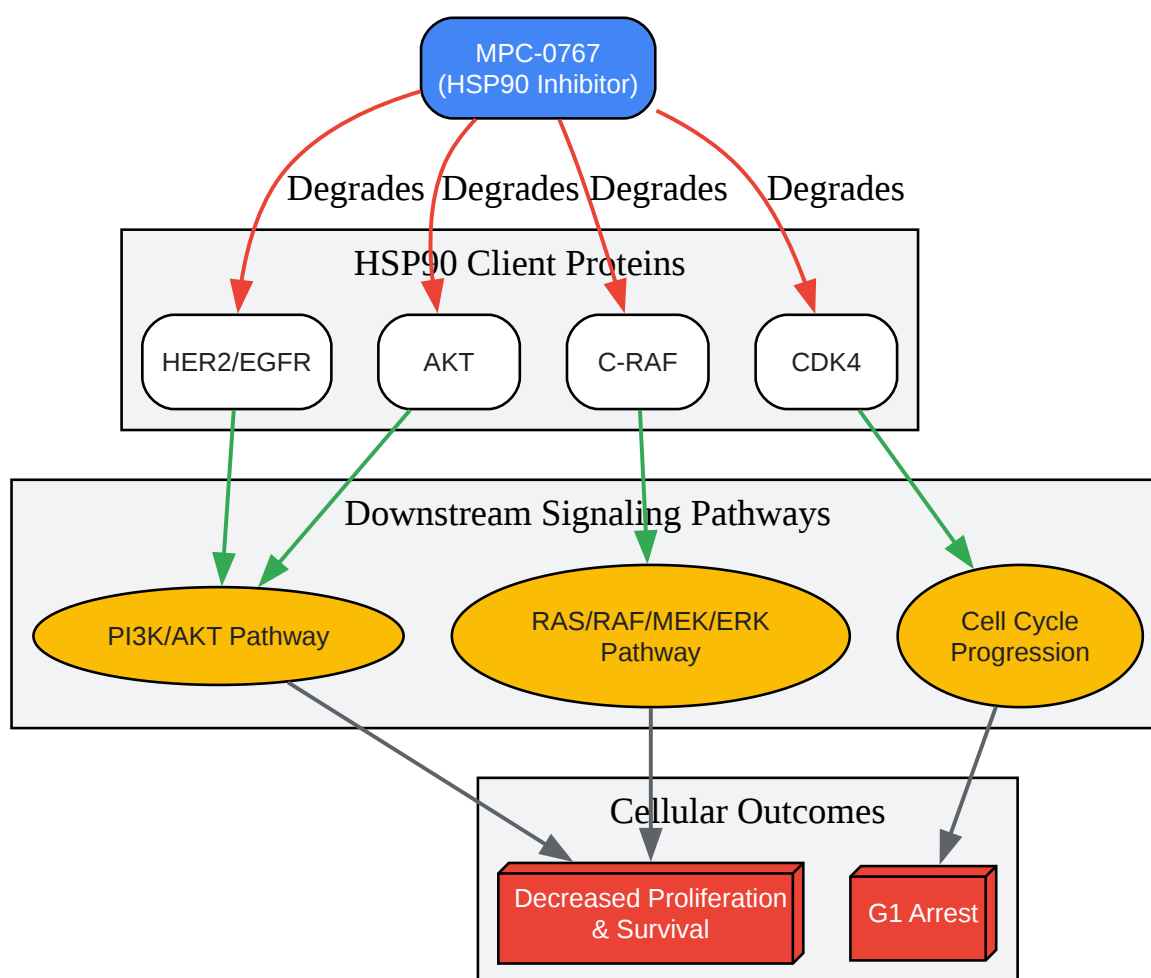 MPC-0767
(HSP90 Inhibitor)
Degrades Degrades Degrades Degrades
HSP90 Client Proteins
HER2/EGFR
AKT
C-RAF
CDK4
Downstream Signaling Pathways
PI3K/AKT Pathway
RAS/RAF/MEK/ERK
Pathway
Cell Cycle
Progression
Cellular Outcomes
Decreased Proliferation
& Survival
G1 Arrest